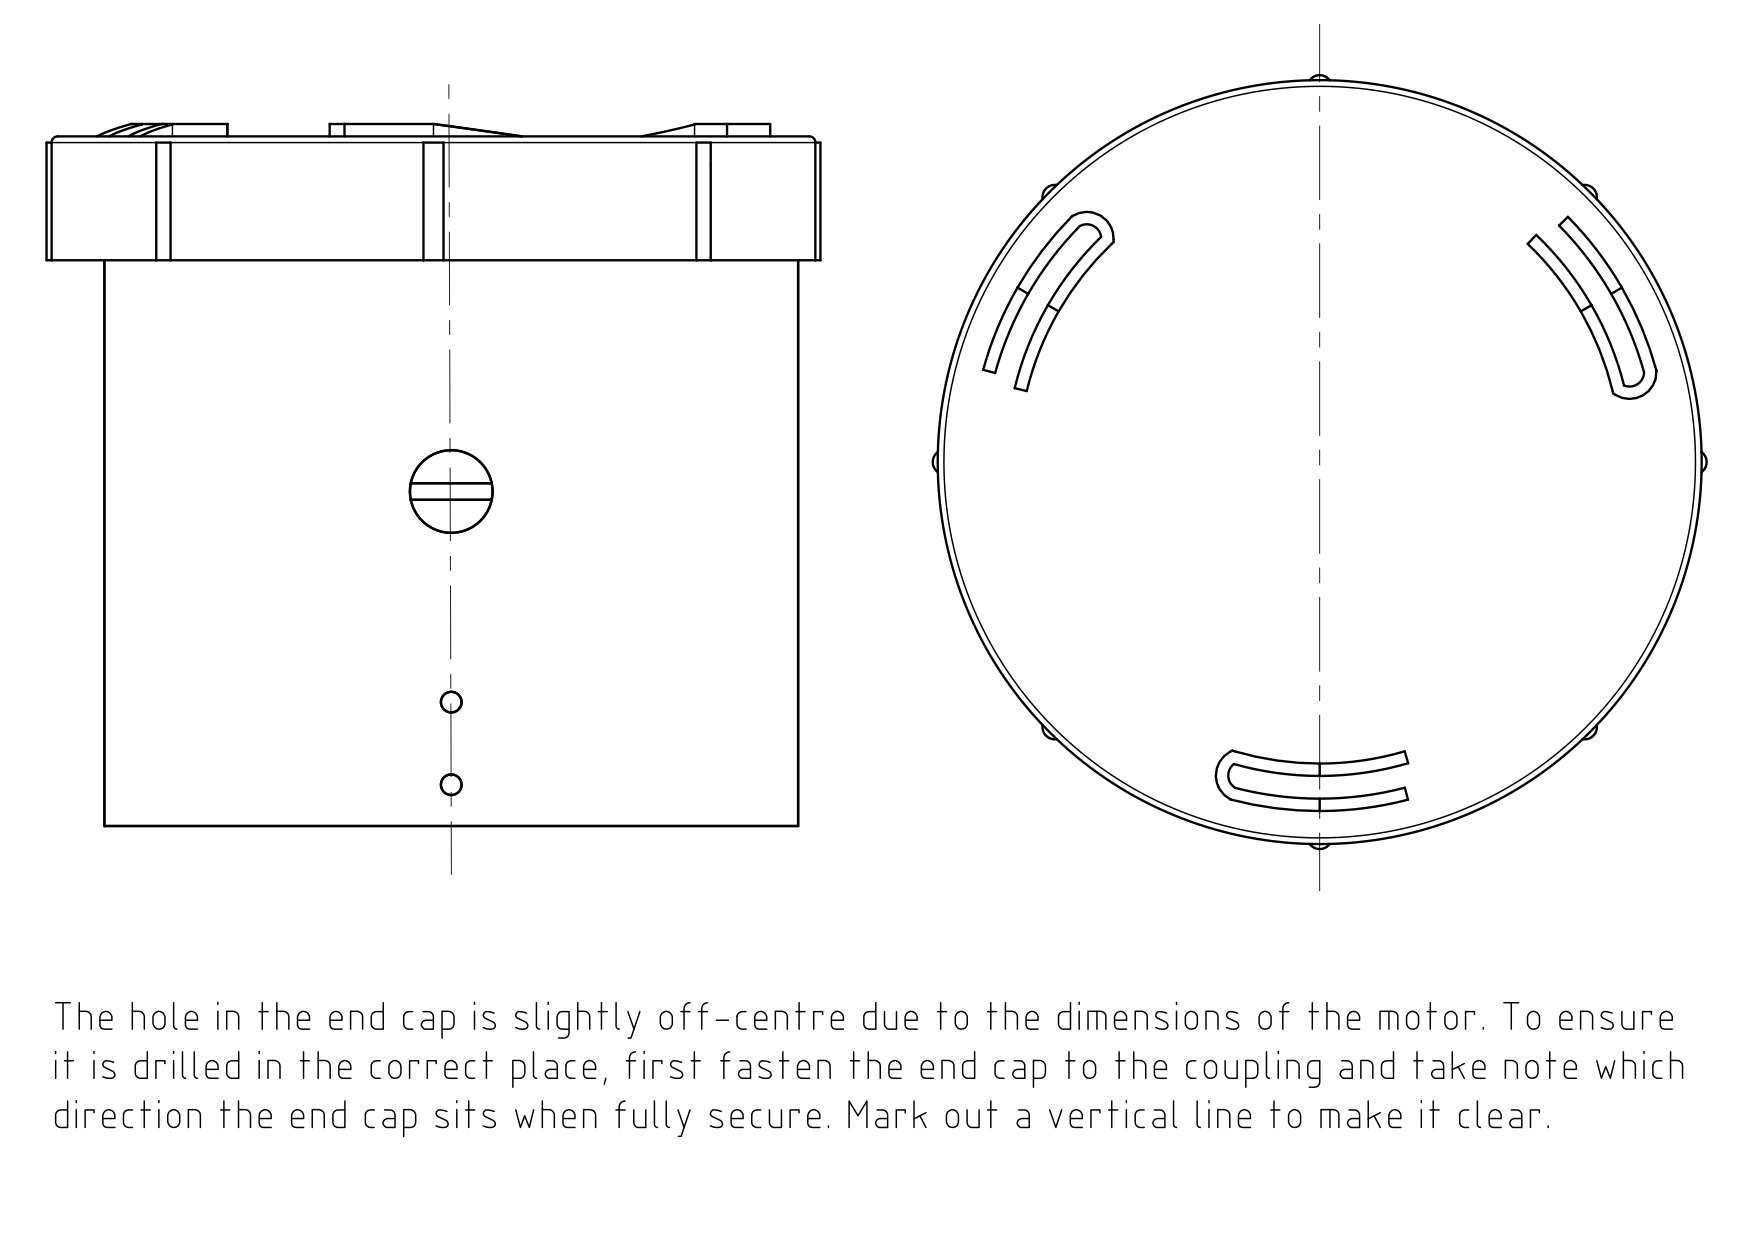 The hole in the end cap is slightly off-centre due to the dimensions of the motor. To ensure
it is drilled in the correct place, first fasten the end cap to the coupling and take note which
direction the end cap sits when fully secure. Mark out a vertical line to make it clear.